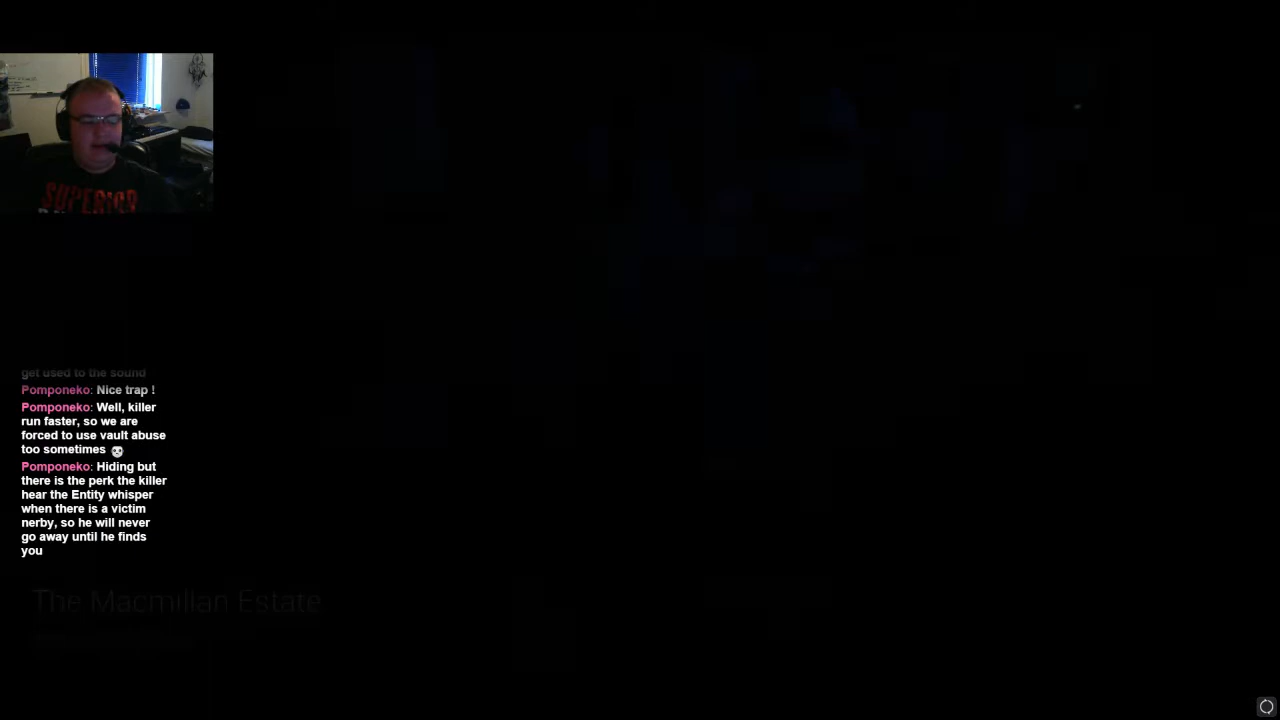 SUPERIOR
get used to the sound
Pomponeko: Nice trap !
Pomponeko: Well, killer
run faster, so we are
forced to use vault abuse
too sometimes
Pomponeko: Hiding but
there is the perk the killer
hear the Entity whisper
when there is a victim
nerby, so he will never
go away until he finds
you
The Macmillan Estate